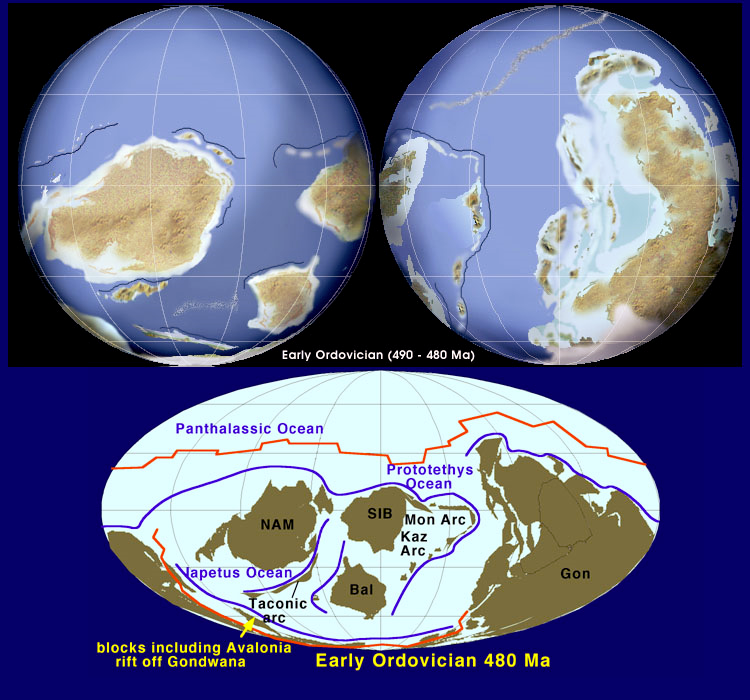 Early Ordovician (490 - 480 Ma)
Panthalassic Ocean
Prototethys
Ocean
NAM
SIB
Mon Arc
Kaz
Arc
Iapetus Ocean
Bal
Gon
Taconic
arc
blocks including Avalonia
rift off Gondwana
Early Ordovician 480 Ma